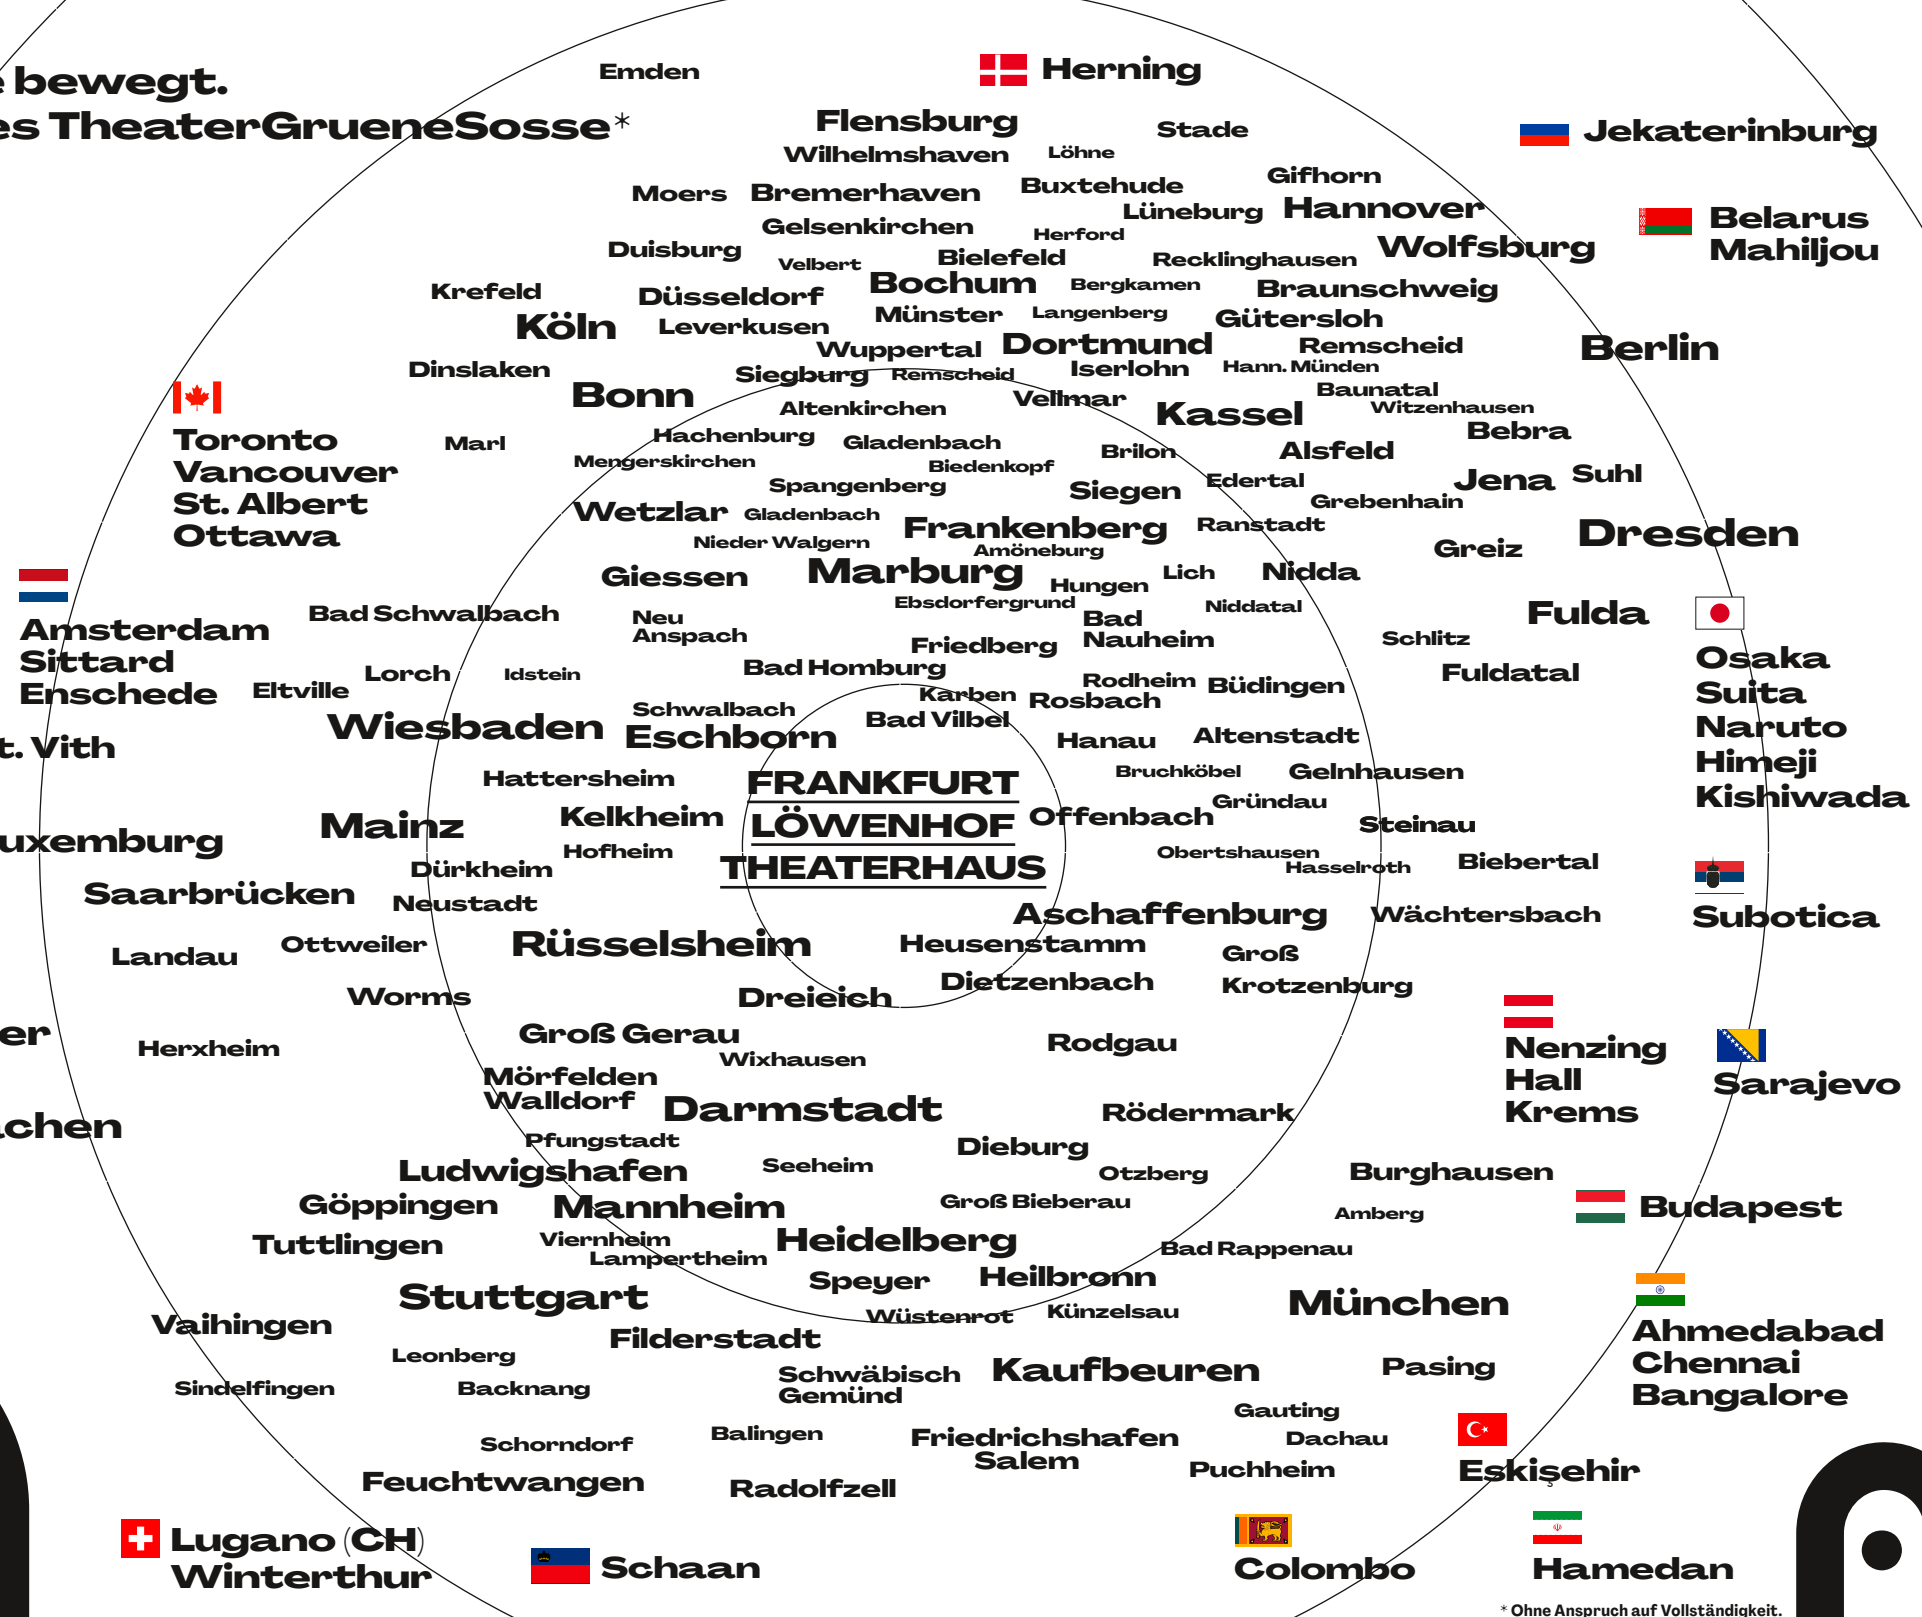 bewegt.
es TheaterGrueneSosse*
Emden
Herning
Flensburg
Stade
Jekaterinburg
Wilhelmshaven
Löhne
Gifhorn
Moers
Bremerhaven
Buxtehude
Lüneburg
Hannover
Belarus
Mahiljou
Gelsenkirchen
Herford
Duisburg
Velbert
Bielefeld
Recklinghausen
Wolfsburg
Krefeld
Düsseldorf
Bochum
Bergkamen
Braunschweig
Köln
Leverkusen
Münster
Langenberg
Gütersloh
Wuppertal
Dortmund
Remscheid
Berlin
Dinslaken
Siegburg
Remscheid
Iserlohn
Hann. Münden
Bonn
Altenkirchen
Vellmar
Kassel
Baunatal
Witzenhausen
Toronto
Vancouver
St. Albert
Ottawa
Marl
Hachenburg
Gladenbach
Brilon
Alsfeld
Bebra
Mengerskirchen
Biedenkopf
Spangenberg
Siegen
Edertal
Jena
Suhl
Grebenhain
Wetzlar
Gladenbach
Frankenberg
Ranstadt
Nieder Walgern
Amöneburg
Greiz
Dresden
Giessen
Marburg
Hungen
Lich
Nidda
Amsterdam
Sittard
Enschede
Bad Schwalbach
Neu
Anspach
Ebsdorfergrund
Bad
Nauheim
Niddatal
Fulda
Friedberg
Schlitz
Osaka
Suita
Naruto
Himeji
Kishiwada
Lorch
Idstein
Bad Homburg
Rodheim
Büdingen
Fuldatal
Eltville
Karben
Rosbach
Wiesbaden
Schwalbach
Bad Vilbel
t. Vith
Eschborn
Hanau
Altenstadt
Hattersheim
FRANKFURT
Bruchköbel
Gelnhausen
Mainz
Kelkheim
LÖWENHOF
Offenbach
Gründau
Steinau
uxemburg
Hofheim
THEATERHAUS
Obertshausen
Hasselroth
Biebertal
Dürkheim
Saarbrücken
Neustadt
Aschaffenburg
Wächtersbach
Subotica
Landau
Ottweiler
Rüsselsheim
Heusenstamm
Groß
Krotzenburg
Dietzenbach
Worms
Dreieich
er
Herxheim
Groß Gerau
Wixhausen
Rodgau
Nenzing
Hall
Krems
Sarajevo
Mörfelden
Walldorf
achen
Darmstadt
Rödermark
Pfungstadt
Dieburg
Ludwigshafen
Seeheim
Otzberg
Burghausen
Göppingen
Mannheim
Groß Bieberau
Amberg
Budapest
Tuttlingen
Viernheim
Lampertheim
Heidelberg
Bad Rappenau
Speyer
Heilbronn
Stuttgart
Wüstenrot
Künzelsau
München
Vaihingen
Filderstadt
Ahmedabad
Chennai
Bangalore
Leonberg
Schwäbisch
Gemünd
Kaufbeuren
Pasing
Sindelfingen
Backnang
Gauting
Balingen
Friedrichshafen
Dachau
Schorndorf
Salem
Puchheim
Eskişehir
Feuchtwangen
Radolfzell
Lugano (CH)
Winterthur
Schaan
Colombo
Hamedan
* Ohne Anspruch auf Vollständigkeit.